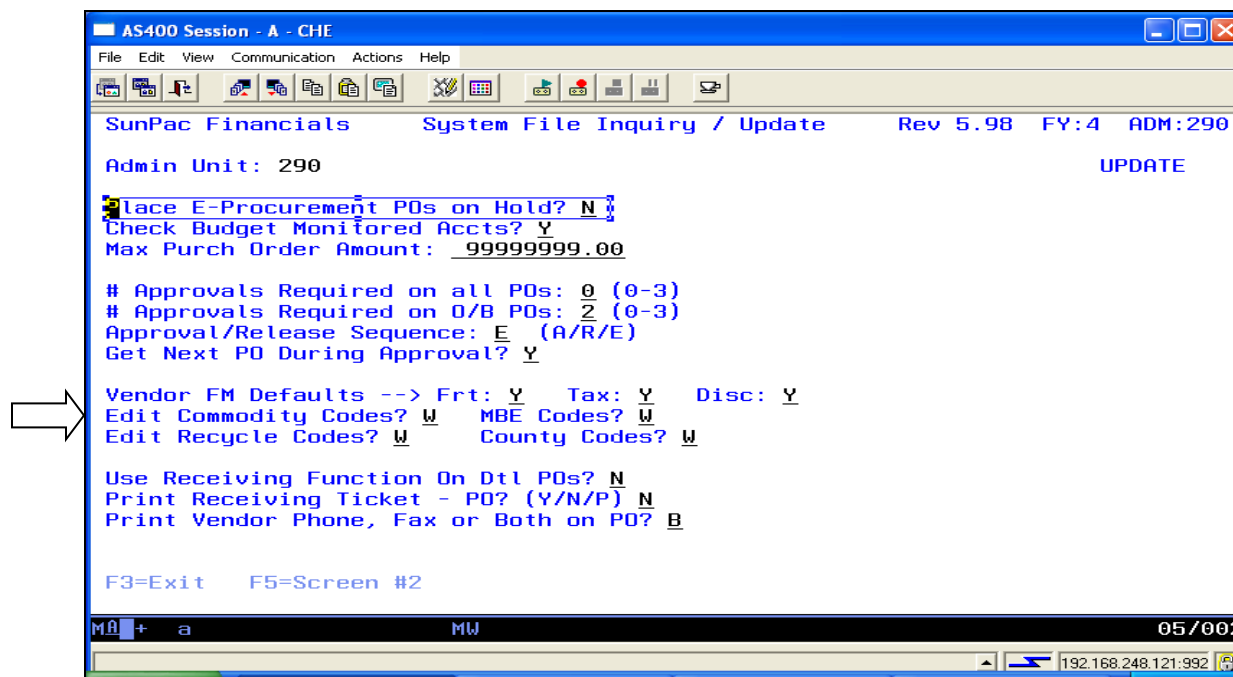 AS400 Session - A - CHE
File Edit View Communication Actions Help
SunPac Financials System File Inquiry / Update Rev 5.98 FY:4 ADM:290
Admin Unit: 290 UPDATE
Place E-Procurement POs on Hold? N
Check Budget Monitored Accts? Y
Max Purch Order Amount: 99999999.00
# Approvals Required on all POs: 0 (0-3)
# Approvals Required on O/B POs: 2 (0-3)
Approval/Release Sequence: E (A/R/E)
Get Next PO During Approval? Y
Vendor FM Defaults --> Frt: Y Tax: Y Disc: Y
Edit Commodity Codes? W MBE Codes? W
Edit Recycle Codes? W County Codes? W
Use Receiving Function On Dtl POs? N
Print Receiving Ticket - PO? (Y/N/P) N
Print Vendor Phone, Fax or Both on PO? B
F3=Exit F5=Screen #2
MA + a MW 05/002
192.168.248.121:992